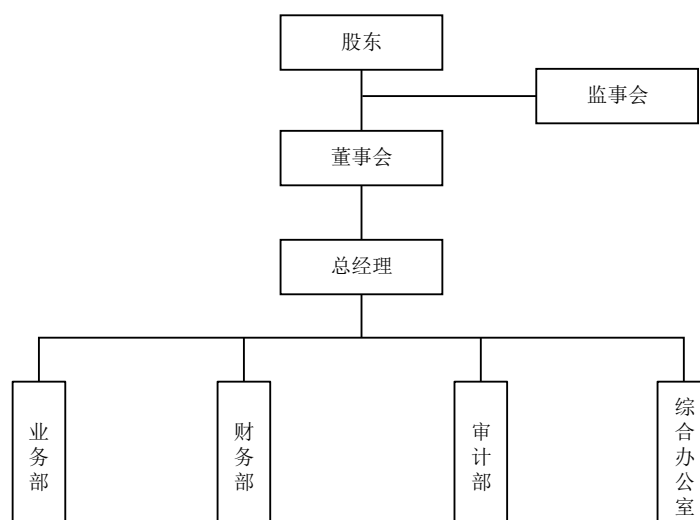 股东
监事会
董事会
总经理
业务部
财务部
审计部
综合办公室